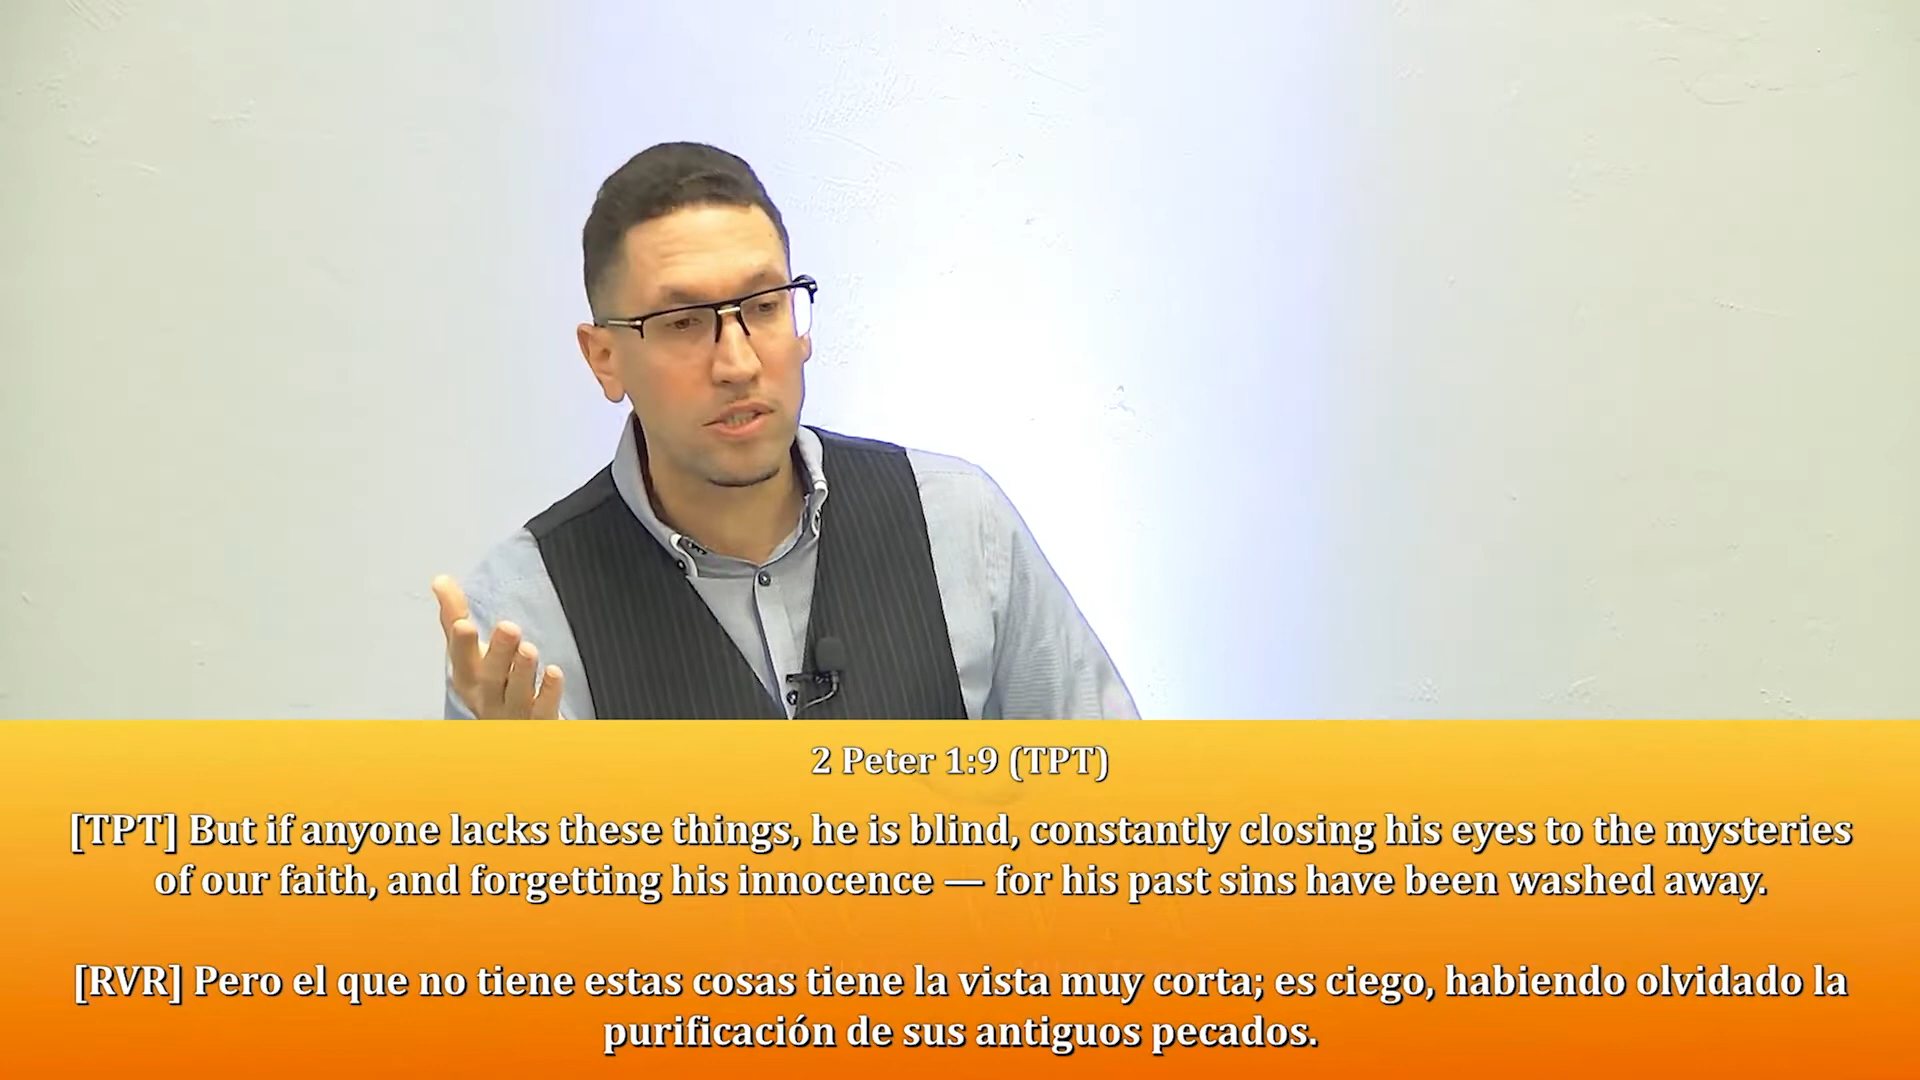 2 Peter 1:9 (TPT)
[TPT] But if anyone lacks these things, he is blind, constantly closing his eyes to the mysteries
of our faith, and forgetting his innocence — for his past sins have been washed away.
[RVR] Pero el que no tiene estas cosas tiene la vista muy corta; es ciego, habiendo olvidado la
purificación de sus antiguos pecados.